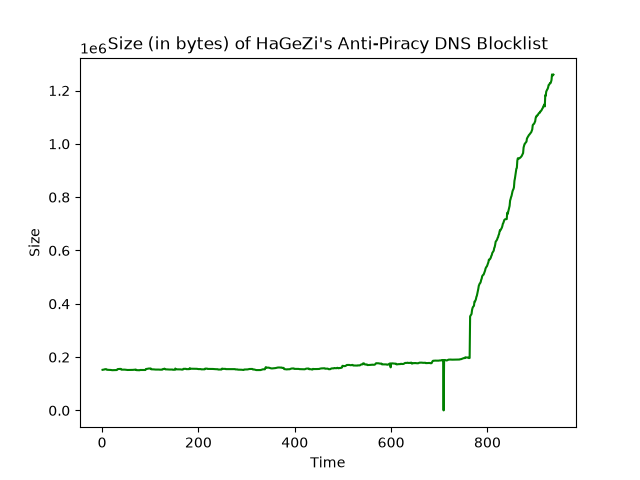 1e6
Size (in bytes) of HaGeZi's Anti-Piracy DNS Blocklist
1.2
1.0
0.8
0.6
0.4
0.2
0.0
Size
0 200 400 600 800
Time